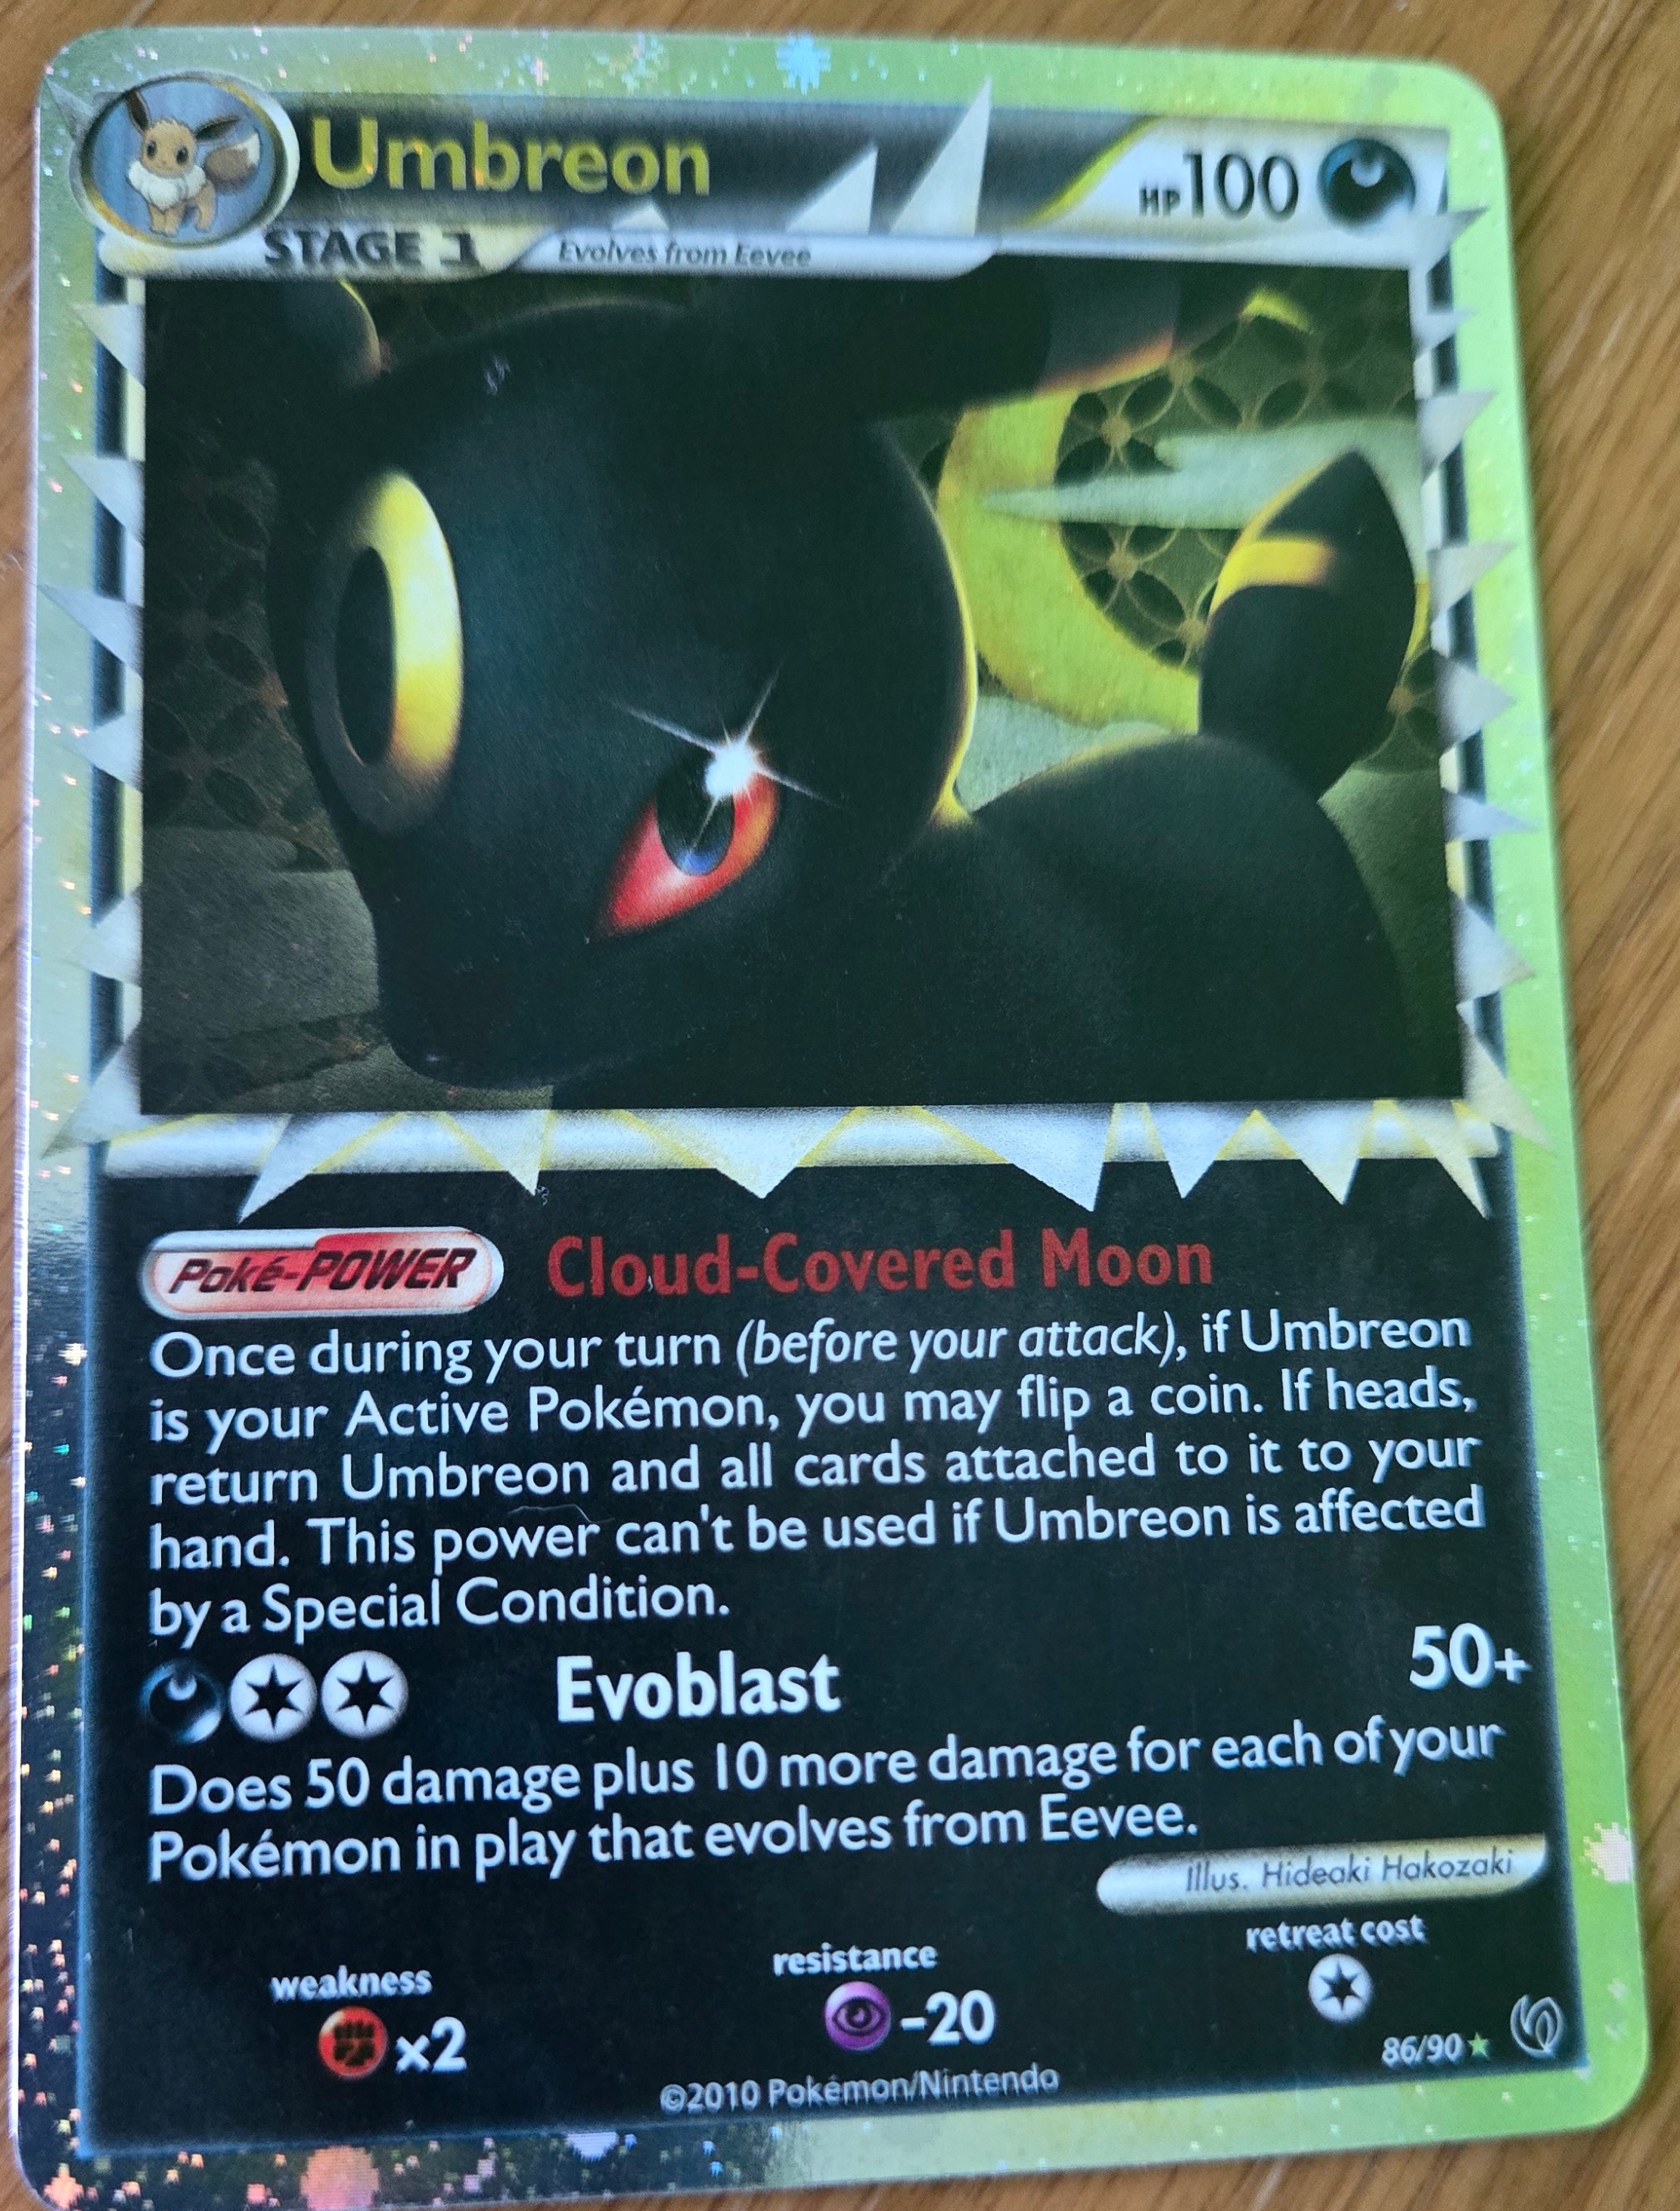 Umbreon
HP100
STAGE 1
Evolves from Eevee
Poké-POWER Cloud-Covered Moon
Once during your turn (before your attack), if Umbreon
is your Active Pokémon, you may flip a coin. If heads,
return Umbreon and all cards attached to it to your
hand. This power can't be used if Umbreon is affected
by a Special Condition.
Evoblast 50+
Does 50 damage plus 10 more damage for each of your
Pokémon in play that evolves from Eevee.
Illus. Hideaki Hakozaki
weakness
x2
resistance
-20
retreat cost
86/90
©2010 Pokémon/Nintendo